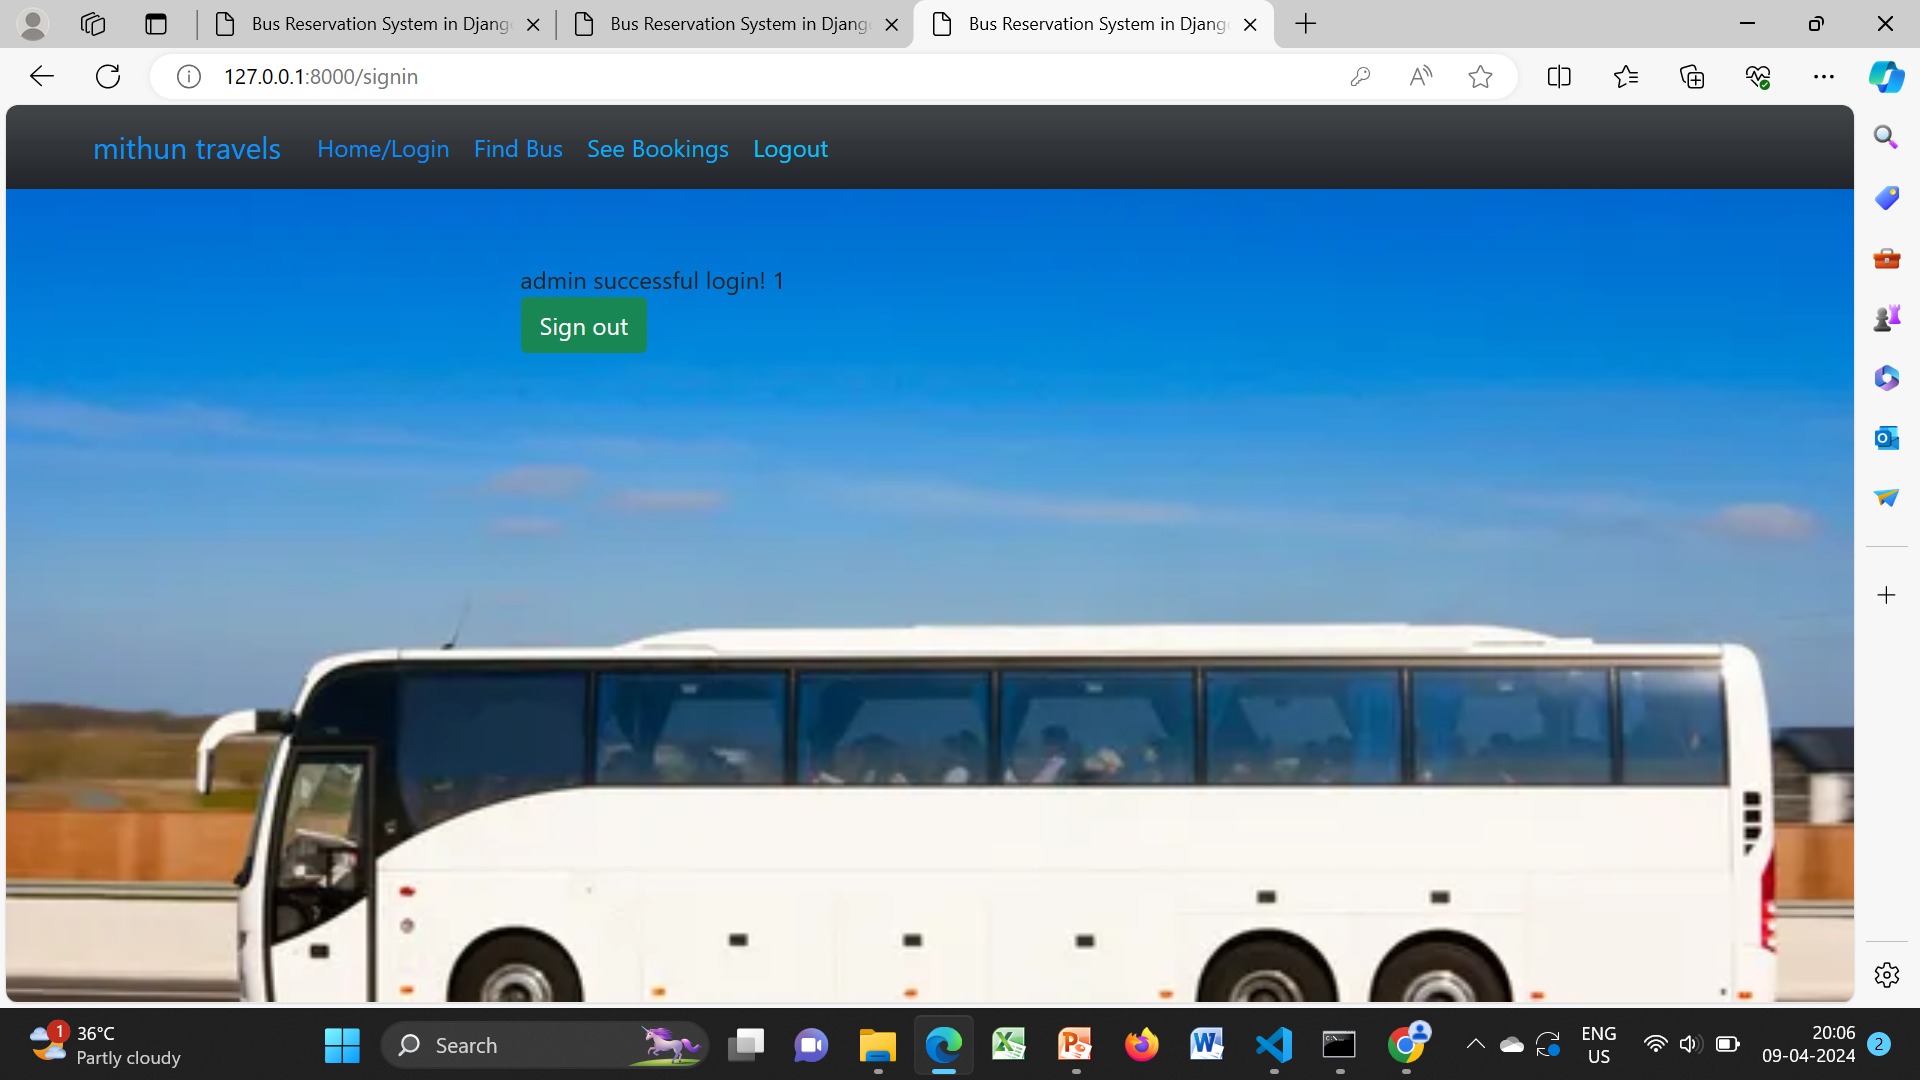 Bus Reservation System in Djang
Bus Reservation System in Djang
Bus Reservation System in Djang
127.0.0.1:8000/signin
mithun travels
Home/Login
Find Bus
See Bookings
Logout
admin successful login! 1
Sign out
1
36°C
Partly cloudy
Search
ENG
US
20:06
09-04-2024
2